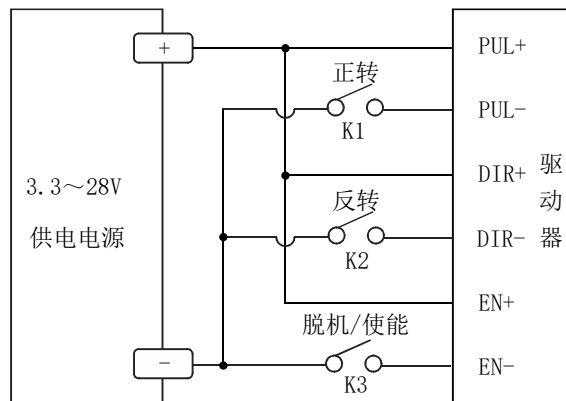 +
PUL+
正转
K1
PUL-
3.3～28V
供电电源
DIR+
驱
动
器
反转
K2
DIR-
EN+
脱机/使能
-
K3
EN-